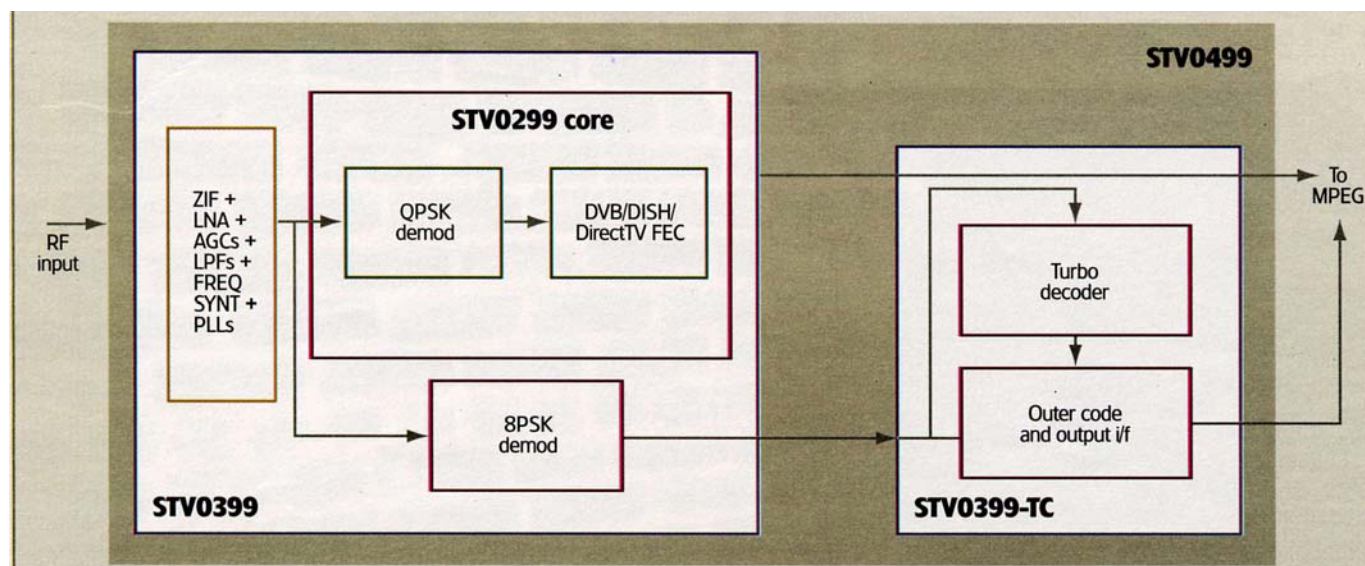 STV0499
STV0299 core
RF
input
ZIF +
LNA +
AGCs +
LPFs +
FREQ
SYNT +
PLLs
QPSK
demod
DVB/DISH/
DirectTV FEC
To
MPEG
Turbo
decoder
8PSK
demod
Outer code
and output i/f
STV0399
STV0399-TC